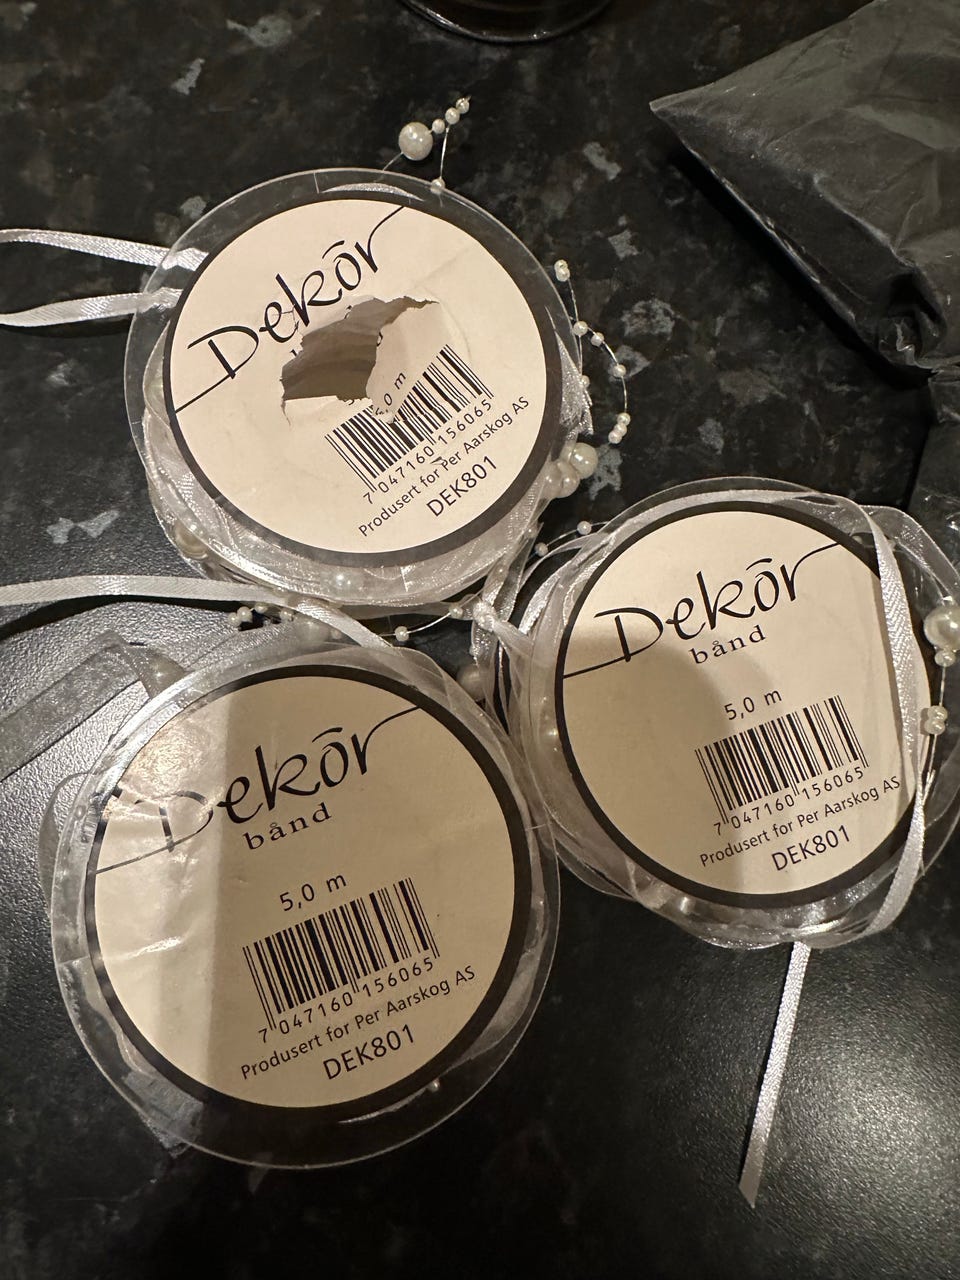 Dekōr
,0 m
7 047160 156065
Produsert for Per Aarskog AS
DEK801
Dekōr
bånd
5,0 m
7 047160 156065
Produsert for Per Aarskog AS
DEK801
Dekōr
bånd
5,0 m
7 047160 156065
Produsert for Per Aarskog AS
DEK801